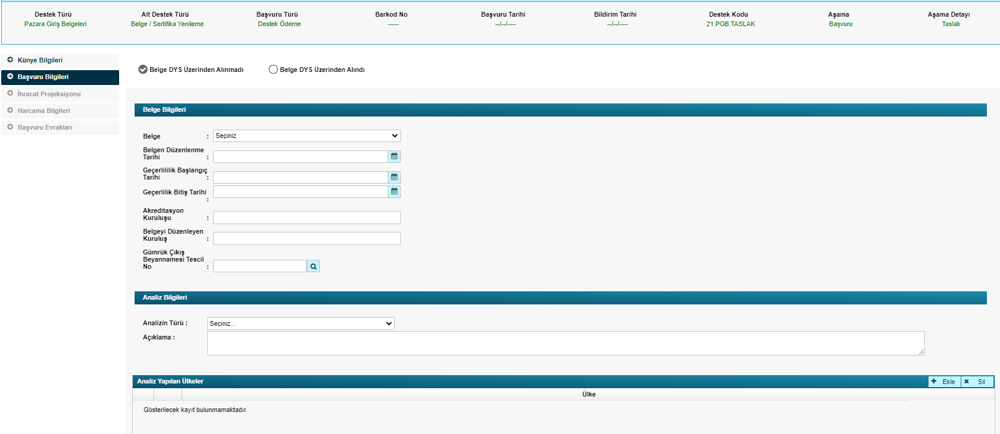 Destek Türü Alt Destek Türü Başvuru Türü Barkod No Başvuru Tarihi Bildirim Tarihi Destek Kodu Aşama Aşama Detayı
Pazara Giriş Belgeleri Belge / Sertifika Yenileme Destek Ödeme ----- --/--/---- --/--/---- 21.PGB.TASLAK Başvuru Taslak
Künye Bilgileri
Başvuru Bilgileri
İhracat Projeksiyonu
Harcama Bilgileri
Başvuru Evrakları
Belge DYS Üzerinden Alınmadı Belge DYS Üzerinden Alındı
Belge Bilgileri
Belge : Seçiniz
Belgen Düzenlenme
Tarihi :
Geçerlililik Başlangıç
Tarihi :
Geçerlilik Bitiş Tarihi
:
Akreditasyon
Kuruluşu :
Belgeyi Düzenleyen
Kuruluş :
Gümrük Çıkış
Beyannamesi Tescil
No :
Analiz Bilgileri
Analizin Türü : Seçiniz...
Açıklama :
Analiz Yapılan Ülkeler Ekle Sil
Ülke
Gösterilecek kayıt bulunmamaktadır.